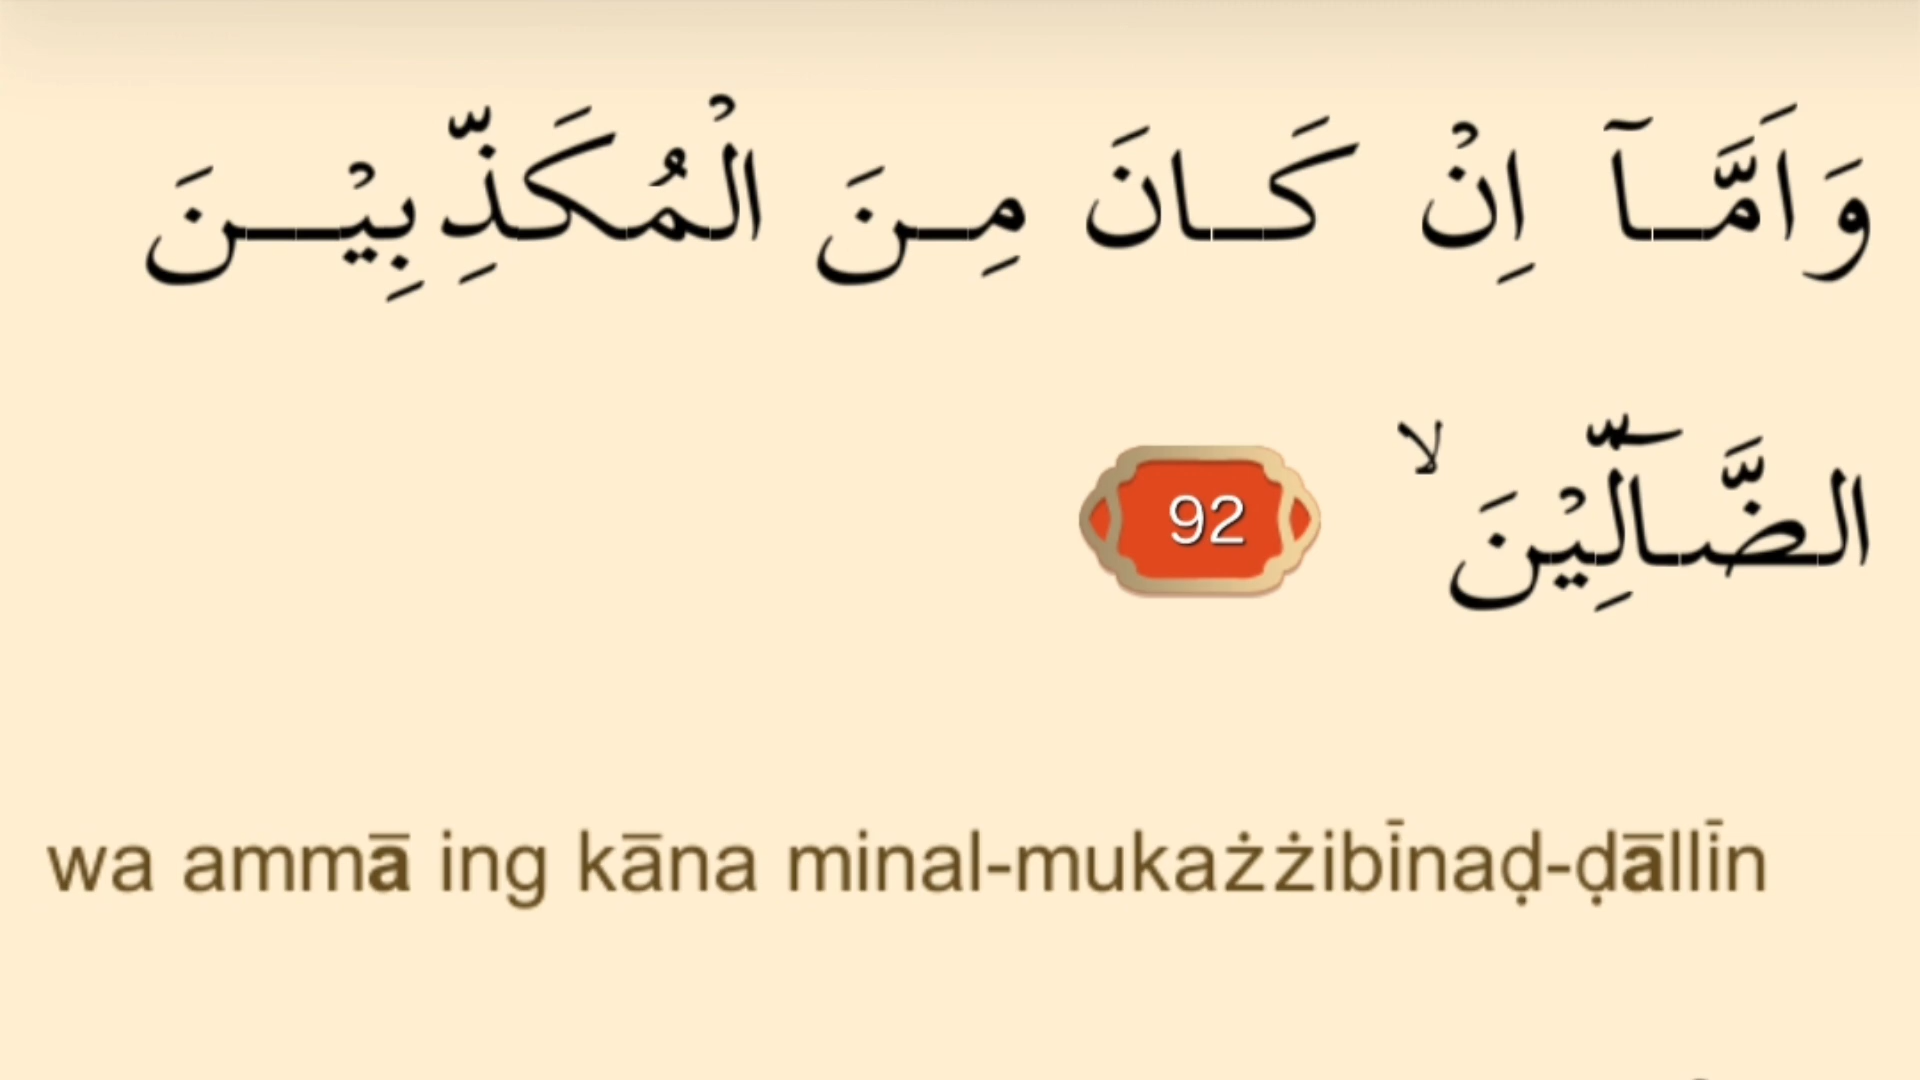 وَاَمَّآ اِنْ كَانَ مِنَ الْمُكَذِّبِيْنَ
الضَّاۤلِّيْنَ ۙ 92
wa ammā ing kāna minal-mukażżibīnaḍ-ḍāllīn